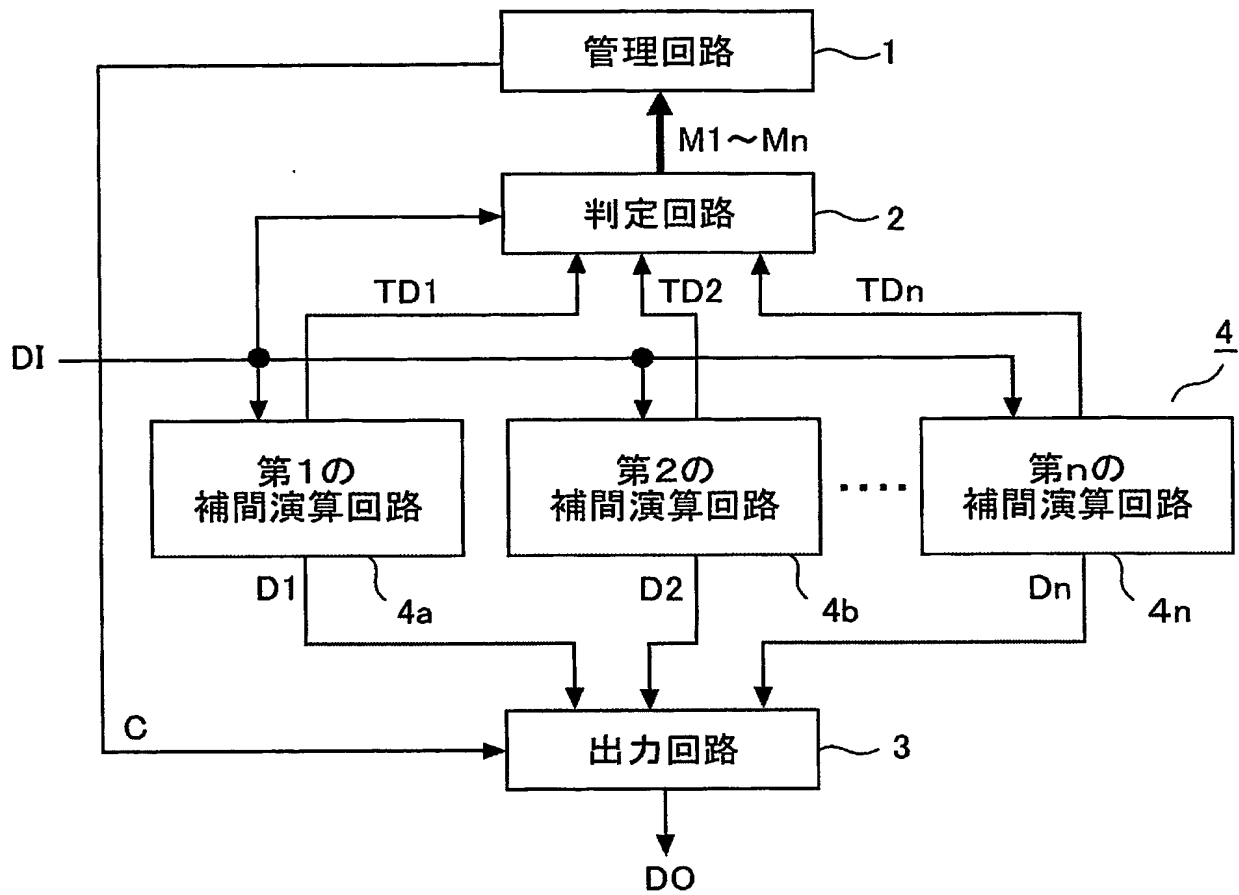 管理回路
1
M1～Mn
判定回路
2
TD1
TD2
TDn
DI
4
第1の
補間演算回路
第2の
補間演算回路
第nの
補間演算回路
D1
4a
D2
4b
Dn
4n
C
出力回路
3
DO